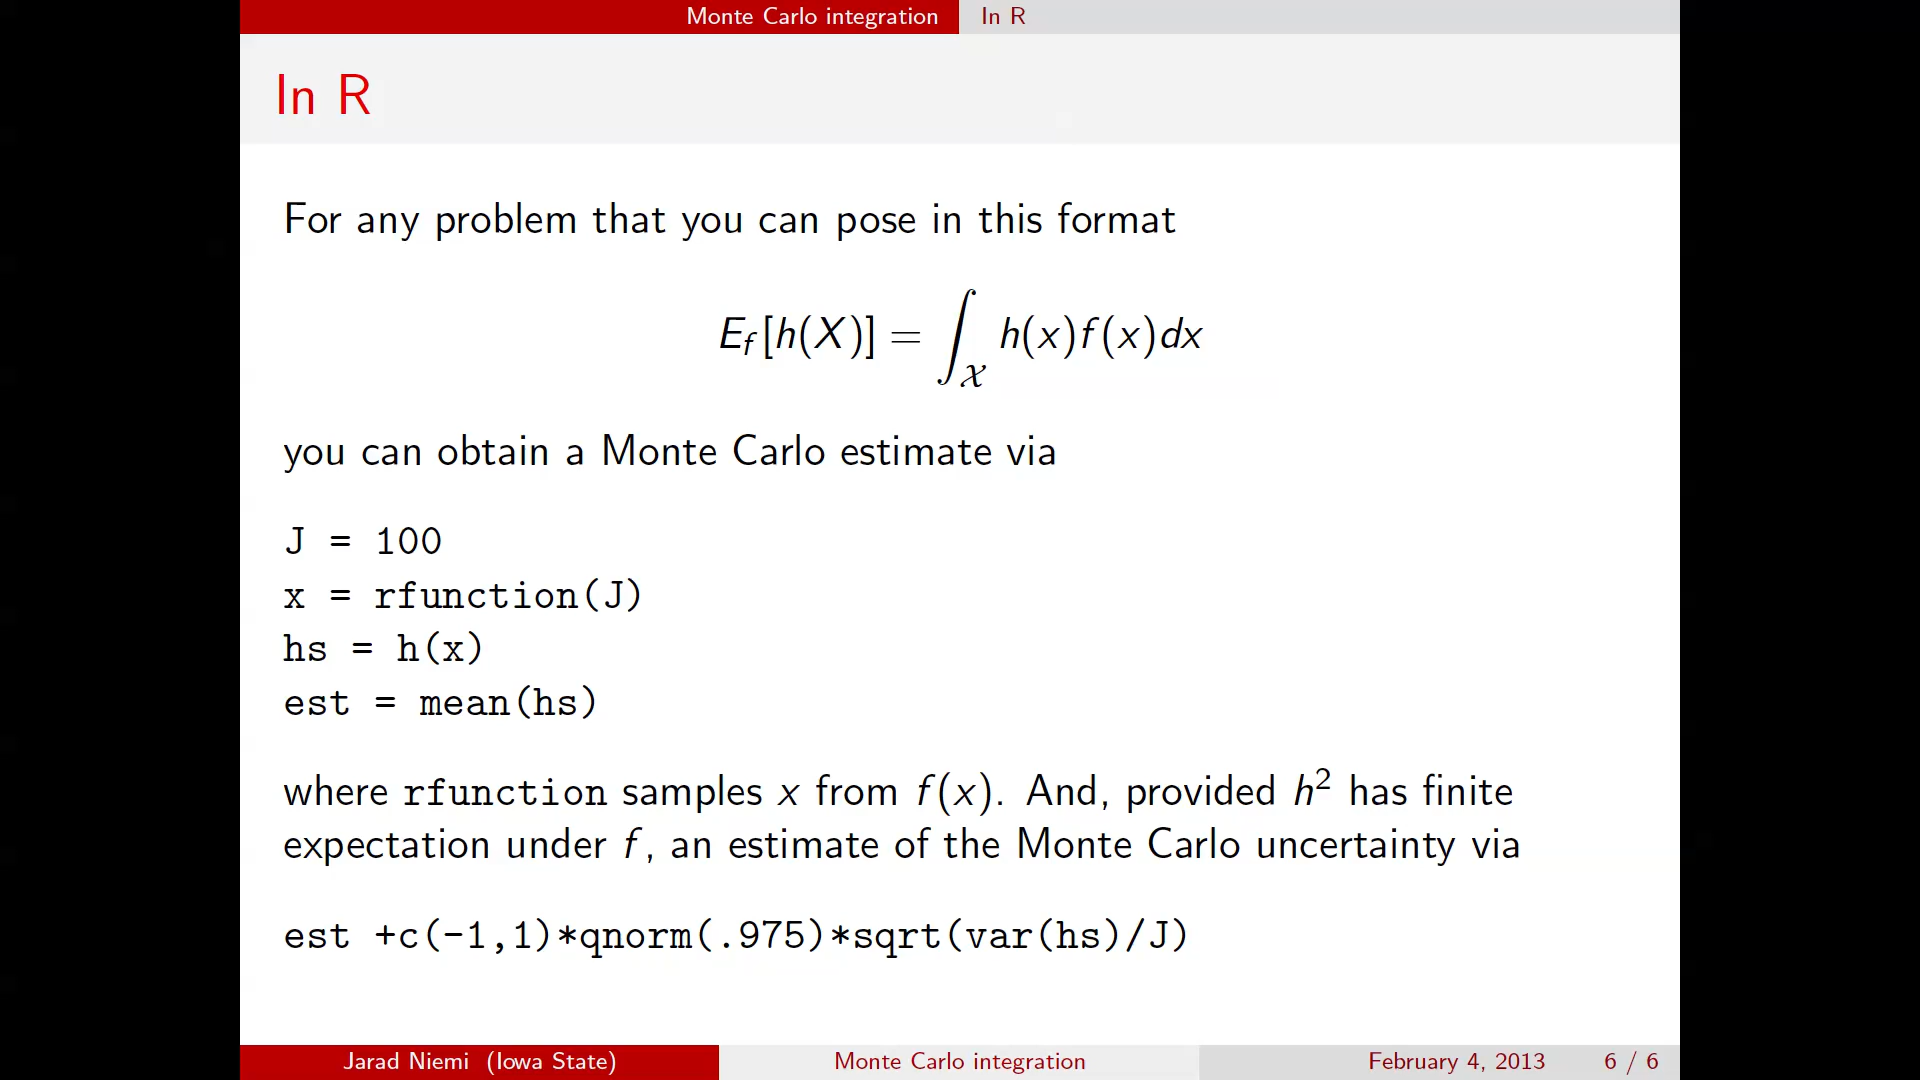 Monte Carlo integration In R
In R
For any problem that you can pose in this format
E_f[h(X)] = ∫_𝒳 h(x)f(x)dx
you can obtain a Monte Carlo estimate via
J = 100
x = rfunction(J)
hs = h(x)
est = mean(hs)
where rfunction samples x from f(x). And, provided h² has finite
expectation under f, an estimate of the Monte Carlo uncertainty via
est +c(-1,1)*qnorm(.975)*sqrt(var(hs)/J)
Jarad Niemi (Iowa State) Monte Carlo integration February 4, 2013 6 / 6